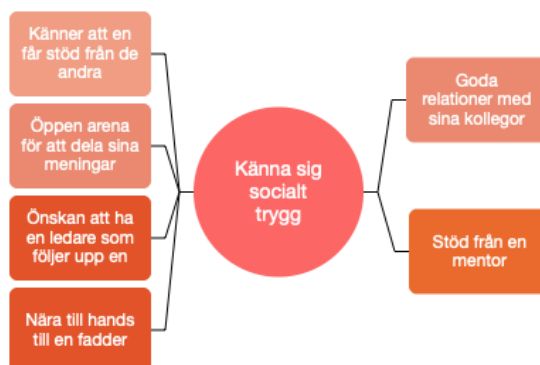 Känner att en
får stöd från de
andra
Öppen arena
för att dela sina
meningar
Önskan att ha
en ledare som
följer upp en
Nära till hands
till en fadder
Känna sig
socialt
trygg
Goda
relationer med
sina kollegor
Stöd från en
mentor